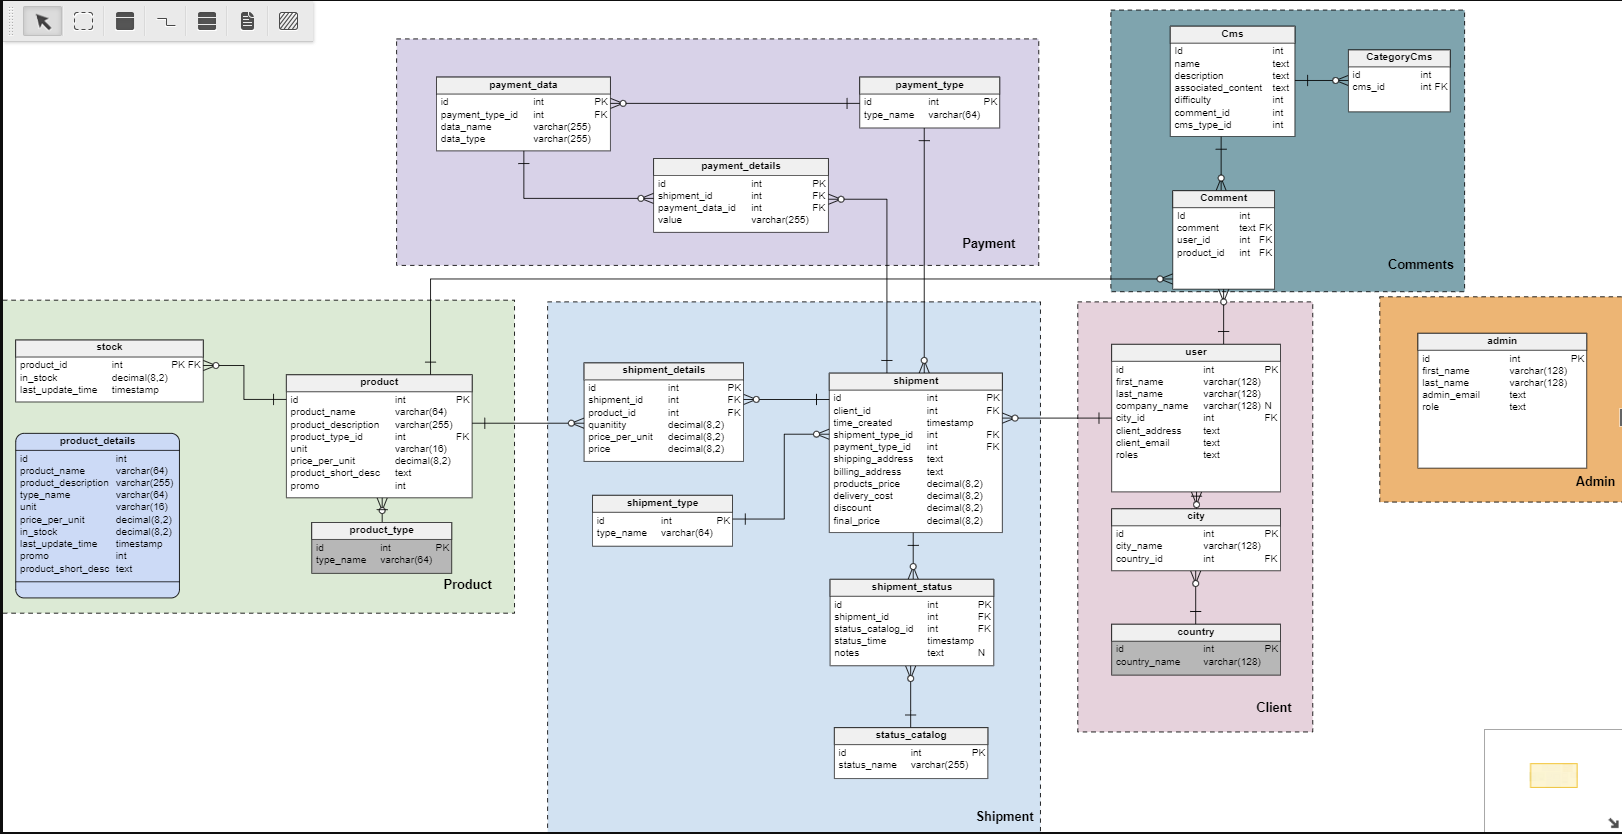 payment_data
id int PK
payment_type_id int FK
data_name varchar(255)
data_type varchar(255)
payment_type
id int PK
type_name varchar(64)
payment_details
id int PK
shipment_id int FK
payment_data_id int FK
value varchar(255)
Payment
Cms
Id int
name text
description text
associated_content text
difficulty int
comment_id int
cms_type_id int
CategoryCms
id int
cms_id int FK
Comment
Id int
comment text FK
user_id int FK
product_id int FK
Comments
stock
product_id int PK FK
in_stock decimal(8,2)
last_update_time timestamp
product
id int PK
product_name varchar(64)
product_description varchar(255)
product_type_id int FK
unit varchar(16)
price_per_unit decimal(8,2)
product_short_desc text
promo int
product_details
id int
product_name varchar(64)
product_description varchar(255)
type_name varchar(64)
unit varchar(16)
price_per_unit decimal(8,2)
in_stock decimal(8,2)
last_update_time timestamp
promo int
product_short_desc text
product_type
id int PK
type_name varchar(64)
Product
shipment_details
id int PK
shipment_id int FK
product_id int FK
quanitity decimal(8,2)
price_per_unit decimal(8,2)
price decimal(8,2)
shipment_type
id int PK
type_name varchar(64)
shipment
id int PK
client_id int FK
time_created timestamp
shipment_type_id int FK
payment_type_id int FK
shipping_address text
billing_address text
products_price decimal(8,2)
delivery_cost decimal(8,2)
discount decimal(8,2)
final_price decimal(8,2)
shipment_status
id int PK
shipment_id int FK
status_catalog_id int FK
status_time timestamp
notes text N
status_catalog
id int PK
status_name varchar(255)
Shipment
user
id int PK
first_name varchar(128)
last_name varchar(128)
company_name varchar(128) N
city_id int FK
client_address text
client_email text
roles text
city
id int PK
city_name varchar(128)
country_id int FK
country
id int PK
country_name varchar(128)
Client
admin
id int PK
first_name varchar(128)
last_name varchar(128)
admin_email text
role text
Admin